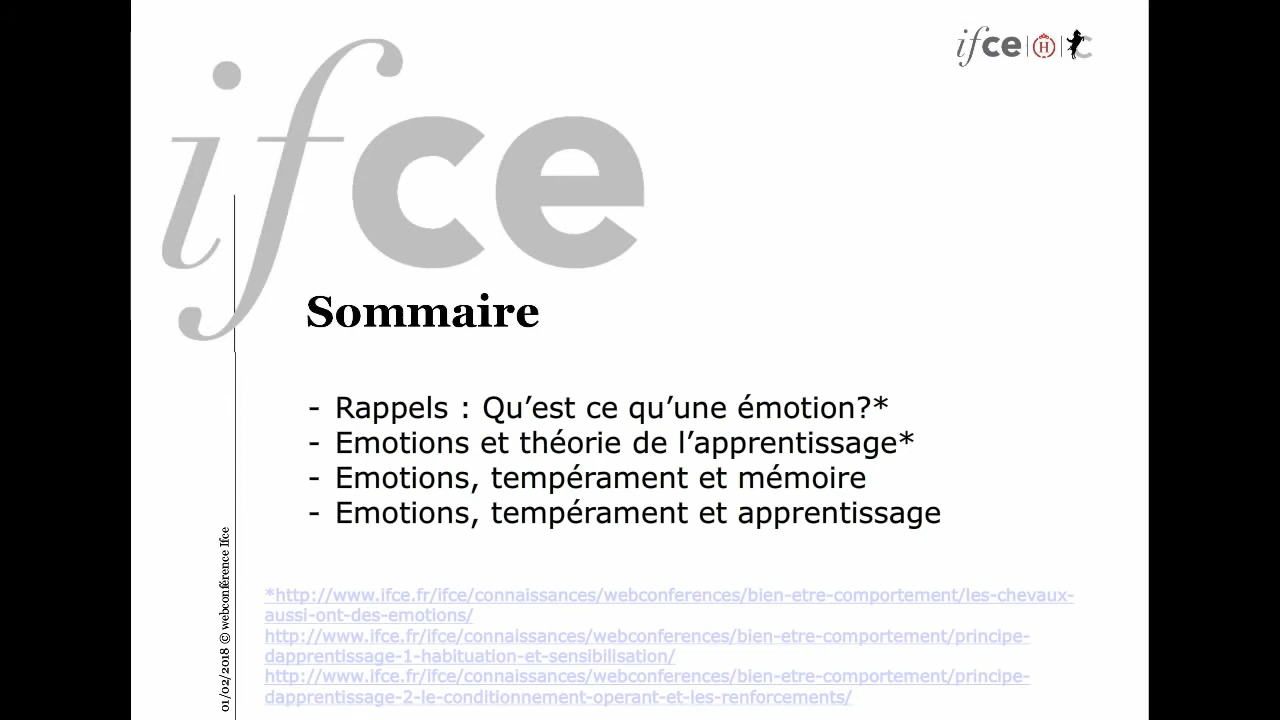 ifce H
ifce
Sommaire
- Rappels : Qu’est ce qu’une émotion?*
- Emotions et théorie de l’apprentissage*
- Emotions, tempérament et mémoire
- Emotions, tempérament et apprentissage
*http://www.ifce.fr/ifce/connaissances/webconferences/bien-etre-comportement/les-chevaux-
aussi-ont-des-emotions/
http://www.ifce.fr/ifce/connaissances/webconferences/bien-etre-comportement/principe-
dapprentissage-1-habituation-et-sensibilisation/
http://www.ifce.fr/ifce/connaissances/webconferences/bien-etre-comportement/principe-
dapprentissage-2-le-conditionnement-operant-et-les-renforcements/
01/02/2018 © webconférence Ifce